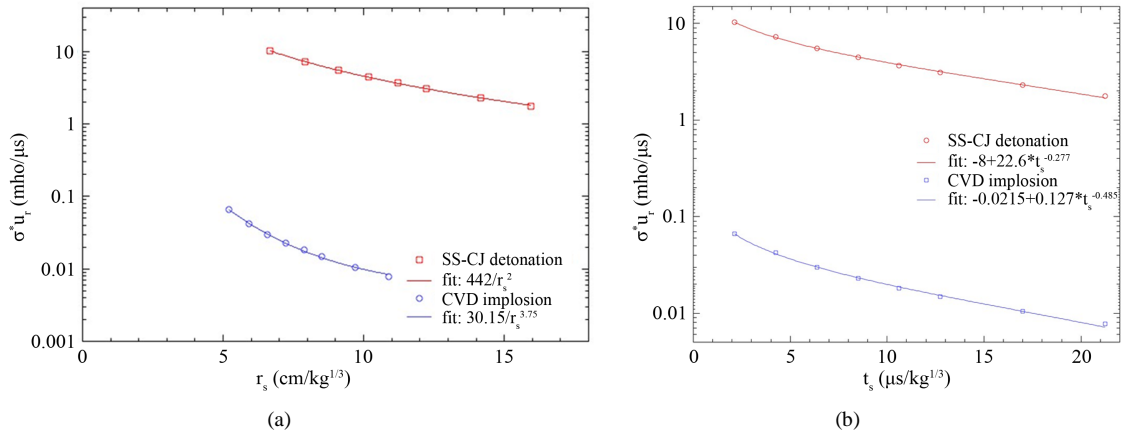 10
1
0.1
0.01
0.001
0
5
10
15
σ*u_r (mho/μs)
r_s (cm/kg^1/3)
SS-CJ detonation
fit: 442/r_s^2
CVD implosion
fit: 30.15/r_s^3.75
(a)
10
1
0.1
0.01
0
5
10
15
20
σ*u_r (mho/μs)
t_s (μs/kg^1/3)
SS-CJ detonation
fit: -8+22.6*t_s^-0.277
CVD implosion
fit: -0.0215+0.127*t_s^-0.485
(b)